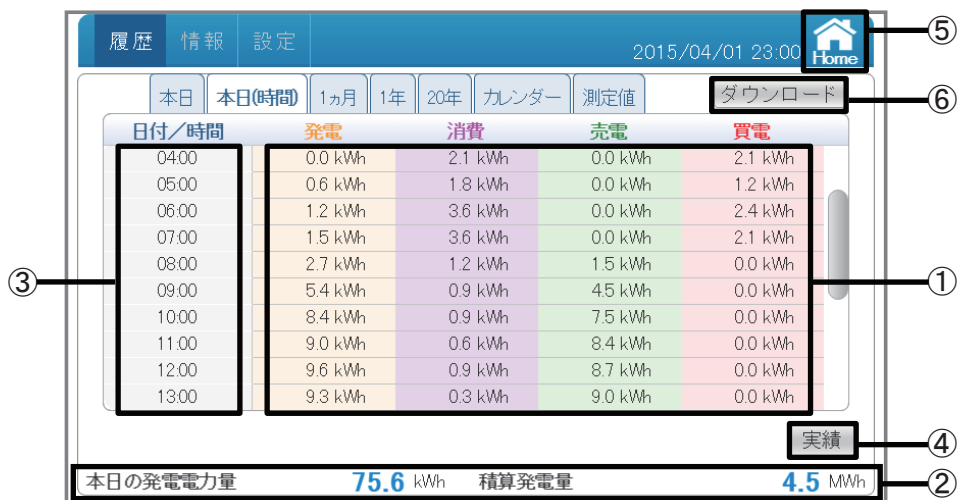 履歴 情報 設定 2015/04/01 23:00 Home ⑤
本日 本日(時間) 1ヵ月 1年 20年 カレンダー 測定値 ダウンロード ⑥
日付／時間 発電 消費 売電 買電
04:00 0.0 kWh 2.1 kWh 0.0 kWh 2.1 kWh
05:00 0.6 kWh 1.8 kWh 0.0 kWh 1.2 kWh
06:00 1.2 kWh 3.6 kWh 0.0 kWh 2.4 kWh
07:00 1.5 kWh 3.6 kWh 0.0 kWh 2.1 kWh
③ 08:00 2.7 kWh 1.2 kWh 1.5 kWh 0.0 kWh ①
09:00 5.4 kWh 0.9 kWh 4.5 kWh 0.0 kWh
10:00 8.4 kWh 0.9 kWh 7.5 kWh 0.0 kWh
11:00 9.0 kWh 0.6 kWh 8.4 kWh 0.0 kWh
12:00 9.6 kWh 0.9 kWh 8.7 kWh 0.0 kWh
13:00 9.3 kWh 0.3 kWh 9.0 kWh 0.0 kWh
実績 ④
本日の発電電力量 75.6 kWh 積算発電量 4.5 MWh ②